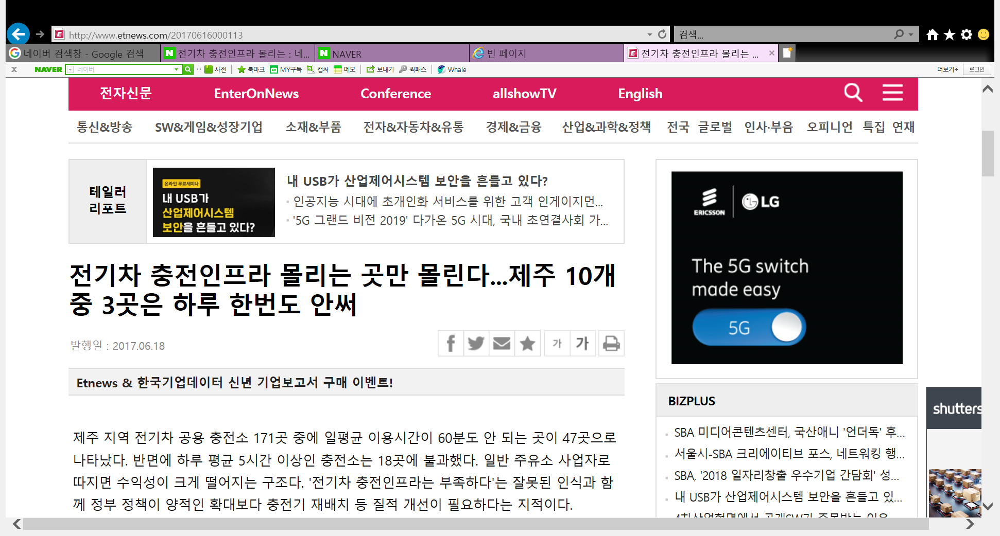 http://www.etnews.com/20170616000113
검색...
네이버 검색창 - Google 검색
전기차 충전인프라 몰리는 : 네...
NAVER
빈 페이지
전기차 충전인프라 몰리는 ...
NAVER 네이버 사전 북마크 MY구독 캡처 메모 보내기 퀵패스 Whale 더보기+ 로그인
전자신문 EnterOnNews Conference allshowTV English
통신&방송 SW&게임&성장기업 소재&부품 전자&자동차&유통 경제&금융 산업&과학&정책 전국 글로벌 인사·부음 오피니언 특집 연재
테일러
리포트
온라인 무료세미나
내 USB가
산업제어시스템
보안을 흔들고 있다?
내 USB가 산업제어시스템 보안을 흔들고 있다?
인공지능 시대에 초개인화 서비스를 위한 고객 인게이지먼...
'5G 그랜드 비전 2019' 다가온 5G 시대, 국내 초연결사회 가...
ERICSSON LG
The 5G switch
made easy
5G
전기차 충전인프라 몰리는 곳만 몰린다...제주 10개
중 3곳은 하루 한번도 안써
발행일 : 2017.06.18
가 가
Etnews & 한국기업데이터 신년 기업보고서 구매 이벤트!
제주 지역 전기차 공용 충전소 171곳 중에 일평균 이용시간이 60분도 안 되는 곳이 47곳으로
나타났다. 반면에 하루 평균 5시간 이상인 충전소는 18곳에 불과했다. 일반 주유소 사업자로
따지면 수익성이 크게 떨어지는 구조다. '전기차 충전인프라는 부족하다'는 잘못된 인식과 함
께 정부 정책이 양적인 확대보다 충전기 재배치 등 질적 개선이 필요하다는 지적이다.
BIZPLUS
SBA 미디어콘텐츠센터, 국산애니 '언더독' 후...
서울시-SBA 크리에이티브 포스, 네트워킹 행...
SBA, '2018 일자리창출 우수기업 간담회' 성...
내 USB가 산업제어시스템 보안을 흔들고 있...
shutters